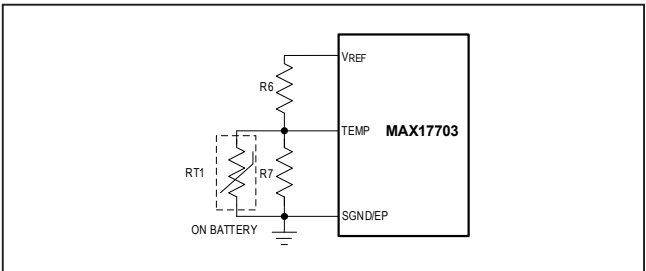 VREF
R6
TEMP MAX17703
RT1 R7
SGND/EP
ON BATTERY